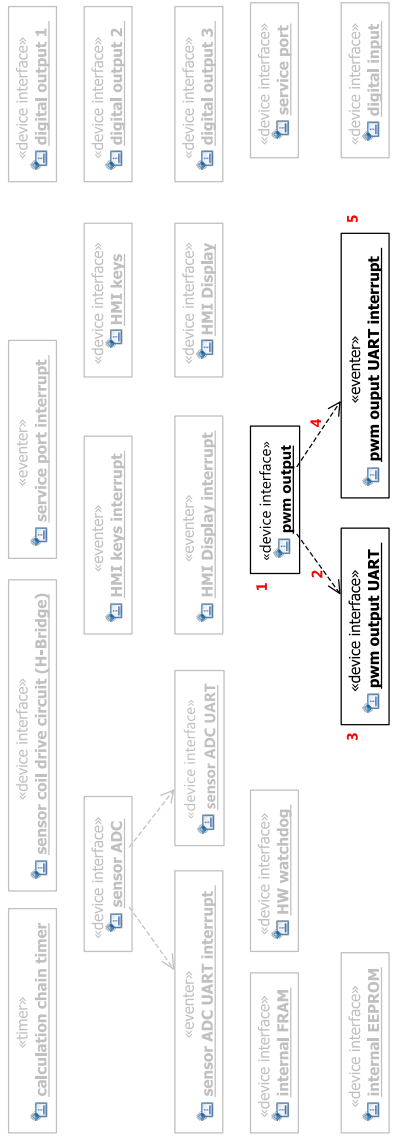 «timer»
calculation chain timer
«device interface»
sensor coil drive circuit (H-Bridge)
«eventer»
service port interrupt
«device interface»
digital output 1
«device interface»
sensor ADC
«eventer»
HMI keys interrupt
«device interface»
HMI keys
«device interface»
digital output 2
«eventer»
sensor ADC UART interrupt
«device interface»
sensor ADC UART
«eventer»
HMI Display interrupt
«device interface»
HMI Display
«device interface»
digital output 3
«device interface»
internal FRAM
«device interface»
HW watchdog
1
«device interface»
pwm output
«device interface»
service port
2
4
«device interface»
internal EEPROM
3
«device interface»
pwm output UART
«eventer»
pwm ouput UART interrupt
5
«device interface»
digital input